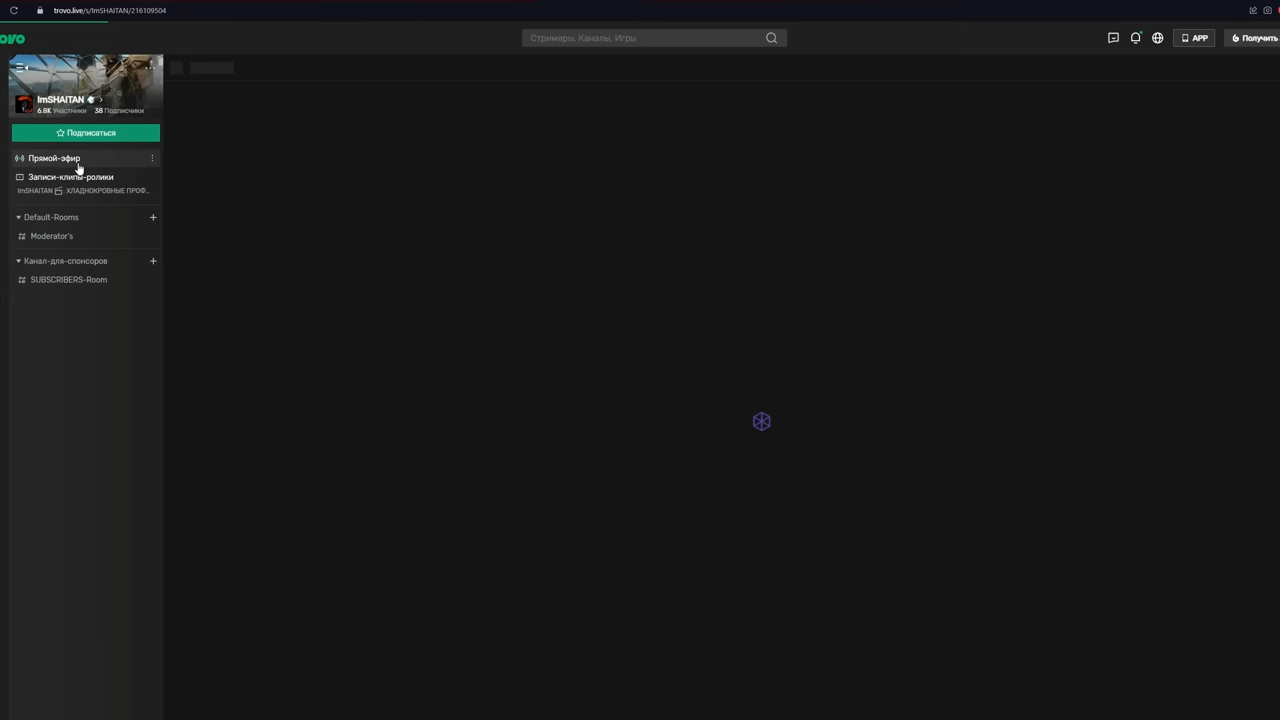 trovo.live/s/ImSHAITAN/216109504
ovo
Стримеры, Каналы, Игры
APP
Получить
ImSHAITAN
6.8K Участники 38 Подписчики
Подписаться
Прямой-эфир
Записи-клипы-ролики
ImSHAITAN ХЛАДНОКРОВНЫЕ ПРОФ...
Default-Rooms
Moderator's
Канал-для-спонсоров
SUBSCRIBERS-Room